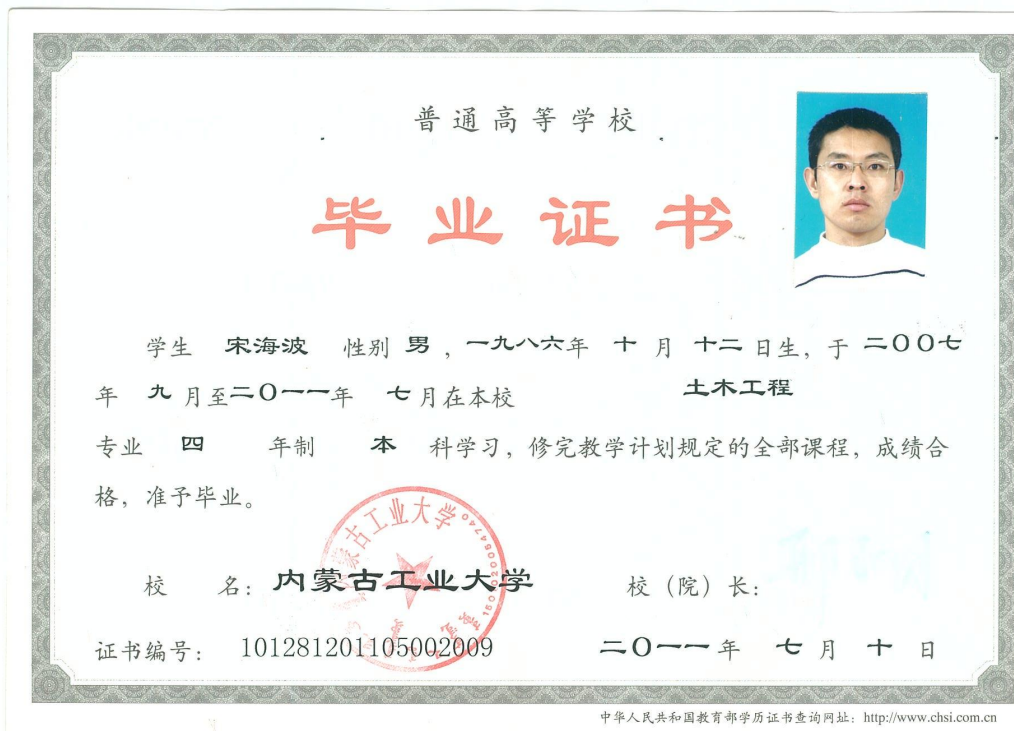 普通高等学校
毕业证书
学生 宋海波 性别 男，一九八六年 十 月 十二 日生，于 二〇〇七
年 九 月至二〇一一年 七 月在本校 土木工程
专业 四 年制 本 科学习，修完教学计划规定的全部课程，成绩合
格，准予毕业。
蒙古工业大学
校 名：内蒙古工业大学 校（院）长：
证书编号：101281201105002009 二〇一一年 七 月 十 日
中华人民共和国教育部学历证书查询网址：http://www.chsi.com.cn